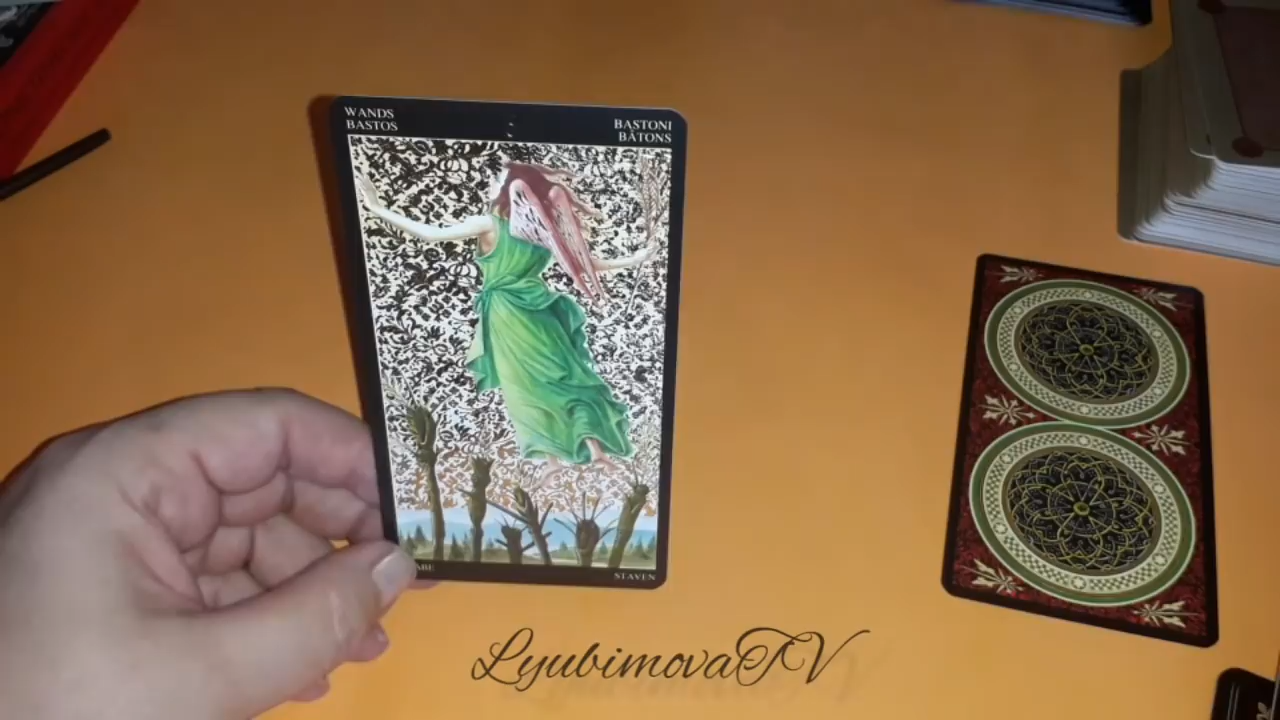 WANDS
BASTOS
BASTONI
BÂTONS
STAVEN
LyubimovaTV